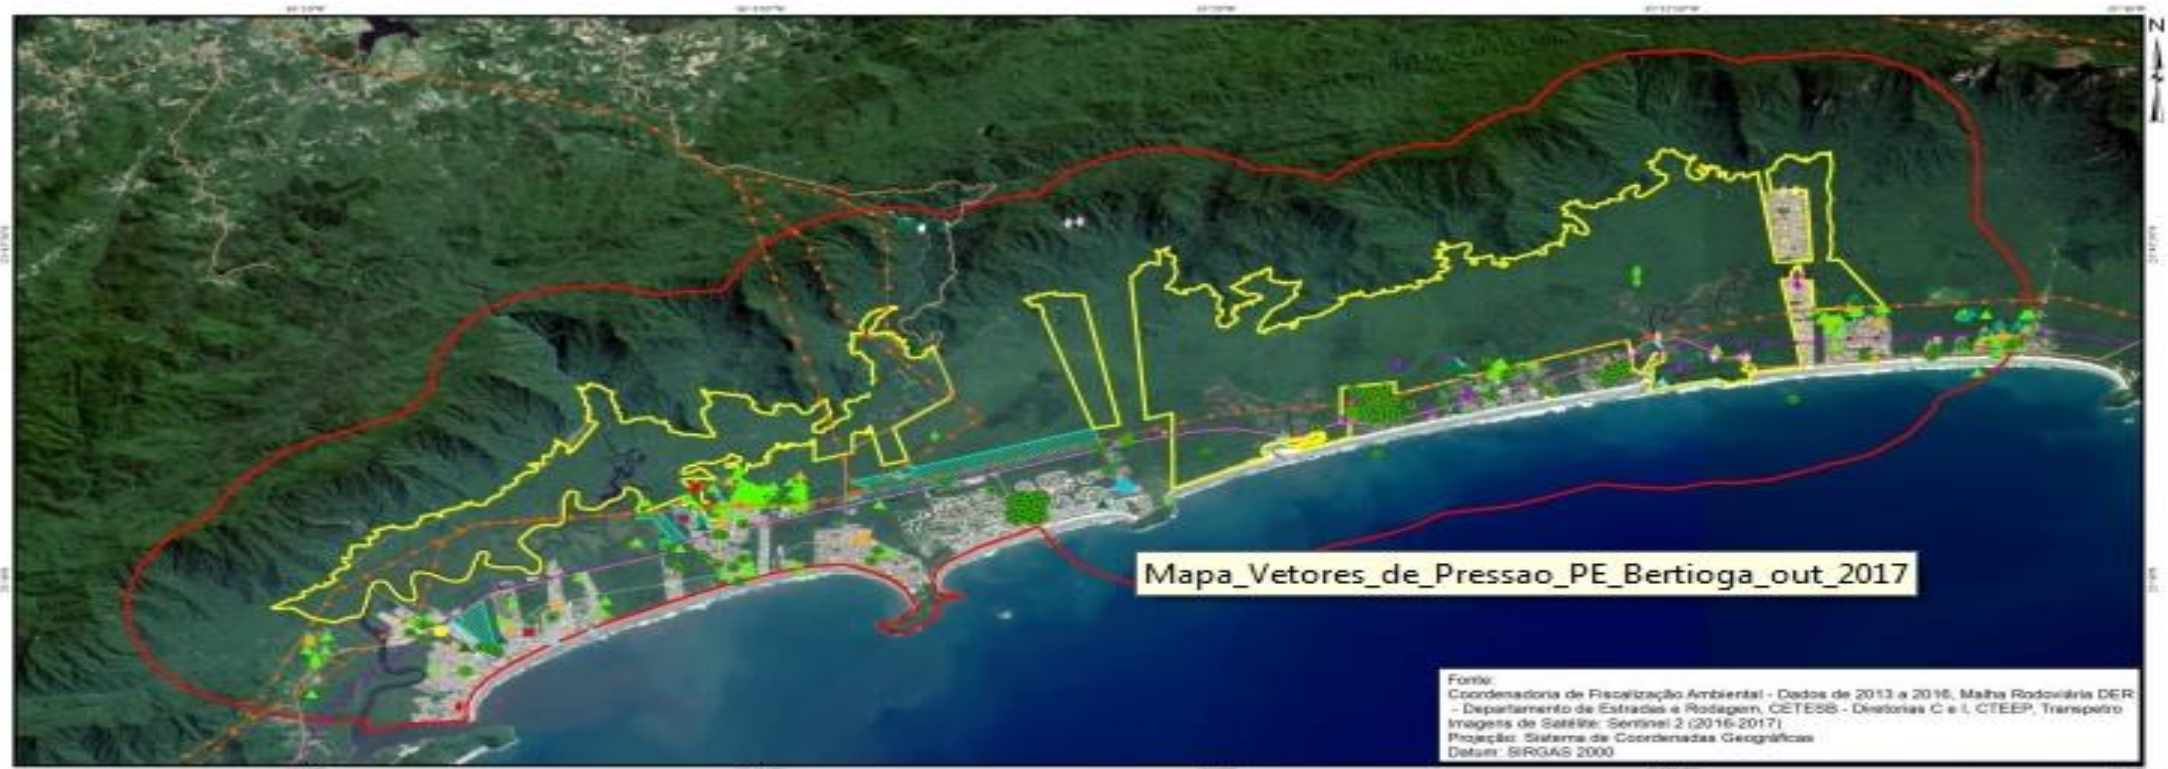 N
Mapa_Vetores_de_Pressao_PE_Bertioga_out_2017
Fonte:
Coordenadoria de Fiscalização Ambiental - Dados de 2013 a 2016, Malha Rodoviária DER
- Departamento de Estradas e Rodagem, CETESB - Diretorias C e I, CTEEP, Transpetro
Imagens de Satélite: Sentinel 2 (2016-2017)
Projeção: Sistema de Coordenadas Geográficas
Datum: SIRGAS 2000